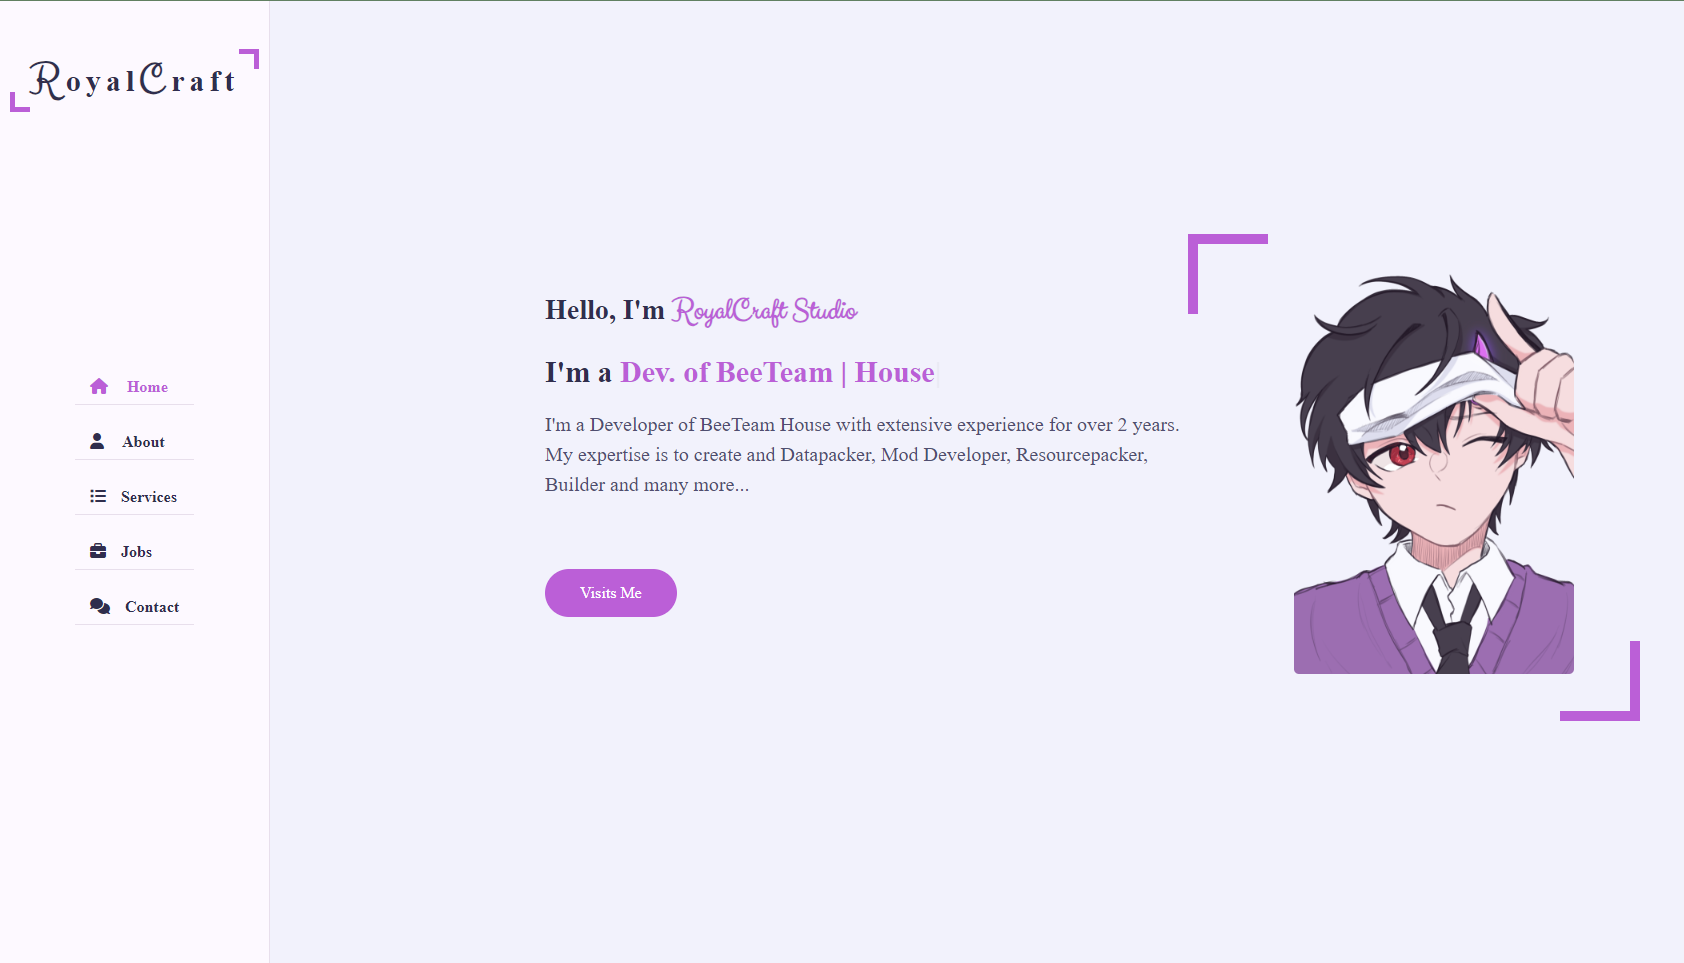 RoyalCraft
Home
About
Services
Jobs
Contact
Hello, I'm RoyalCraft Studio
I'm a Dev. of BeeTeam | House
I'm a Developer of BeeTeam House with extensive experience for over 2 years.
My expertise is to create and Datapacker, Mod Developer, Resourcepacker,
Builder and many more...
Visits Me